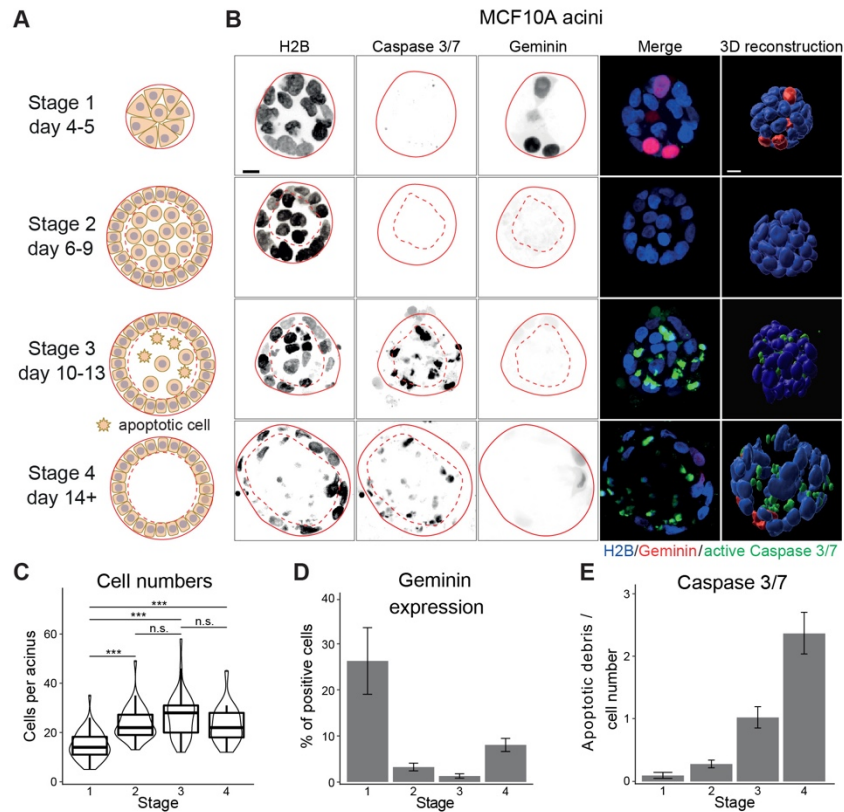 A
B
MCF10A acini
H2B
Caspase 3/7
Geminin
Merge
3D reconstruction
Stage 1
day 4-5
Stage 2
day 6-9
Stage 3
day 10-13
apoptotic cell
Stage 4
day 14+
H2B/Geminin/active Caspase 3/7
C
Cell numbers
***
***
n.s.
n.s.
***
Cells per acinus
60
40
20
0
1 2 3 4
Stage
D
Geminin
expression
% of positive cells
40
30
20
10
0
1 2 3 4
Stage
E
Caspase 3/7
Apoptotic debris /
cell number
3
2
1
0
1 2 3 4
Stage